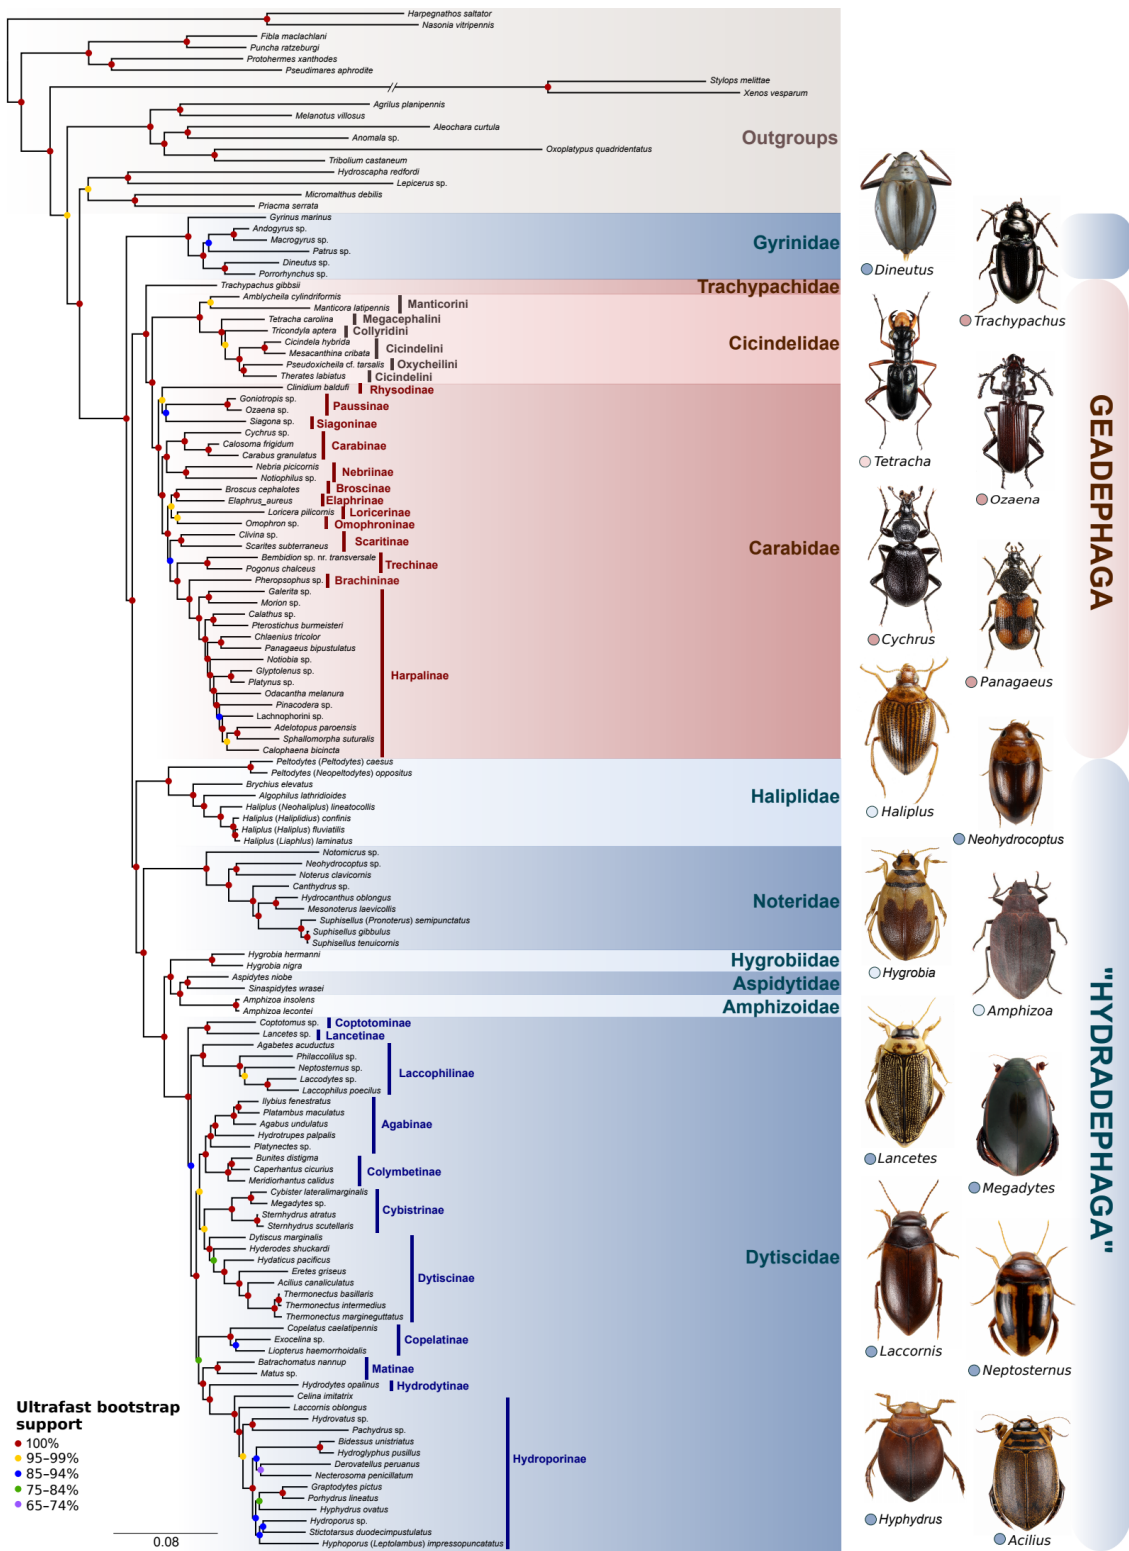 Harpegnathos saltator
Nasonia vitripennis
Fibla maclachlani
Puncha ratzeburgi
Protohermes xanthodes
Pseudimares aphrodite
Stylops melittae
Xenos vesparum
Agrilus planipennis
Melanotus villosus
Aleochara curtula
Anomala sp.
Oxoplatypus quadridentatus
Tribolium castaneum
Hydroscapha redfordi
Lepicerus sp.
Micromalthus debilis
Priacma serrata
Outgroups
Gyrinus marinus
Andogyrus sp.
Macrogyrus sp.
Patrus sp.
Dineutus sp.
Porrorhynchus sp.
Gyrinidae
Trachypachus gibbsii
Trachypachidae
Amblycheila cylindriformis
Manticora latipennis
Manticorini
Tetracha carolina
Megacephalini
Tricondyla aptera
Collyridini
Cicindela hybrida
Mesacanthina cribata
Cicindelini
Pseudoxicheila cf. tarsalis
Oxycheilini
Therates labiatus
Cicindelini
Cicindelidae
Clinidium baldufi
Rhysodinae
Goniotropis sp.
Ozaena sp.
Paussinae
Siagona sp.
Siagoninae
Cychrus sp.
Calosoma frigidum
Carabus granulatus
Carabinae
Nebria picicornis
Notiophilus sp.
Nebriinae
Broscus cephalotes
Broscinae
Elaphrus_aureus
Elaphrinae
Loricera pilicornis
Loricerinae
Omophron sp.
Omophroninae
Clivina sp.
Scarites subterraneus
Scaritinae
Bembidion sp. nr. transversale
Pogonus chalceus
Trechinae
Pheropsophus sp.
Brachininae
Galerita sp.
Morion sp.
Calathus sp.
Pterostichus burmeisteri
Chlaenius tricolor
Panagaeus bipustulatus
Notiobia sp.
Glyptolenus sp.
Platynus sp.
Odacantha melanura
Pinacodera sp.
Lachnophorini sp.
Adelotopus paroensis
Sphallomorpha suturalis
Calophaena bicincta
Harpalinae
Carabidae
Peltodytes (Peltodytes) caesus
Peltodytes (Neopeltodytes) oppositus
Brychius elevatus
Algophilus lathridioides
Haliplus (Neohaliplus) lineatocollis
Haliplus (Haliplidius) confinis
Haliplus (Haliplus) fluviatilis
Haliplus (Liaphlus) laminatus
Haliplidae
Notomicrus sp.
Neohydrocoptus sp.
Noterus clavicornis
Canthydrus sp.
Hydrocanthus oblongus
Mesonoterus laevicollis
Suphisellus (Pronoterus) semipunctatus
Suphisellus gibbulus
Suphisellus tenuicornis
Noteridae
Hygrobia hermanni
Hygrobia nigra
Hygrobiidae
Aspidytes niobe
Sinaspidytes wrasei
Aspidytidae
Amphizoa insolens
Amphizoa lecontei
Amphizoidae
Coptotomus sp.
Coptotominae
Lancetes sp.
Lancetinae
Agabetes acuductus
Philaccolilus sp.
Neptosternus sp.
Laccodytes sp.
Laccophilus poecilus
Laccophilinae
Ilybius fenestratus
Platambus maculatus
Agabus undulatus
Hydrotrupes palpalis
Platynectes sp.
Agabinae
Bunites distigma
Caperhantus cicurius
Meridiorhantus calidus
Colymbetinae
Cybister lateralimarginalis
Megadytes sp.
Sternhydrus atratus
Sternhydrus scutellaris
Cybistrinae
Dytiscus marginalis
Hyderodes shuckardi
Hydaticus pacificus
Eretes griseus
Acilius canaliculatus
Thermonectus basillaris
Thermonectus intermedius
Thermonectus margineguttatus
Dytiscinae
Copelatus caelatipennis
Exocelina sp.
Liopterus haemorrhoidalis
Copelatinae
Batrachomatus nannup
Matus sp.
Matinae
Hydrodytes opalinus
Hydrodytinae
Celina imitatrix
Laccornis oblongus
Hydrovatus sp.
Pachydrus sp.
Bidessus unistriatus
Hydroglyphus pusillus
Derovatellus peruanus
Necterosoma penicillatum
Graptodytes pictus
Porhydrus lineatus
Hyphydrus ovatus
Hydroporus sp.
Stictotarsus duodecimpustulatus
Hyphoporus (Leptolambus) impressopuncatatus
Hydroporinae
Dytiscidae
Ultrafast bootstrap
support
100%
95–99%
85–94%
75–84%
65–74%
0.08
Dineutus
Trachypachus
Tetracha
Ozaena
Cychrus
Panagaeus
Haliplus
Neohydrocoptus
Hygrobia
Amphizoa
Lancetes
Megadytes
Laccornis
Neptosternus
Hyphydrus
Acilius
GEADEPHAGA
"HYDRADEPHAGA"